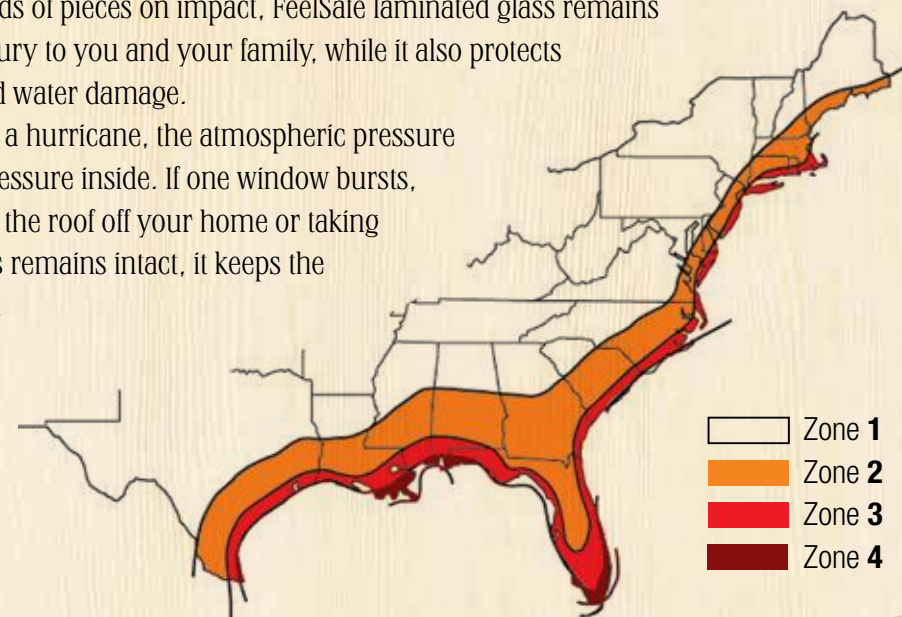 ds of pieces on impact, FeelSafe laminated glass remains
ury to you and your family, while it also protects
d water damage.
a hurricane, the atmospheric pressure
essure inside. If one window bursts,
the roof off your home or taking
s remains intact, it keeps the
Zone 1
Zone 2
Zone 3
Zone 4